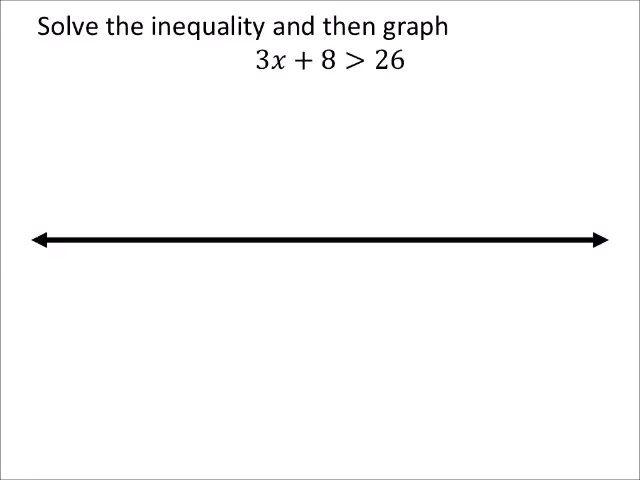 Solve the inequality and then graph
3x + 8 > 26